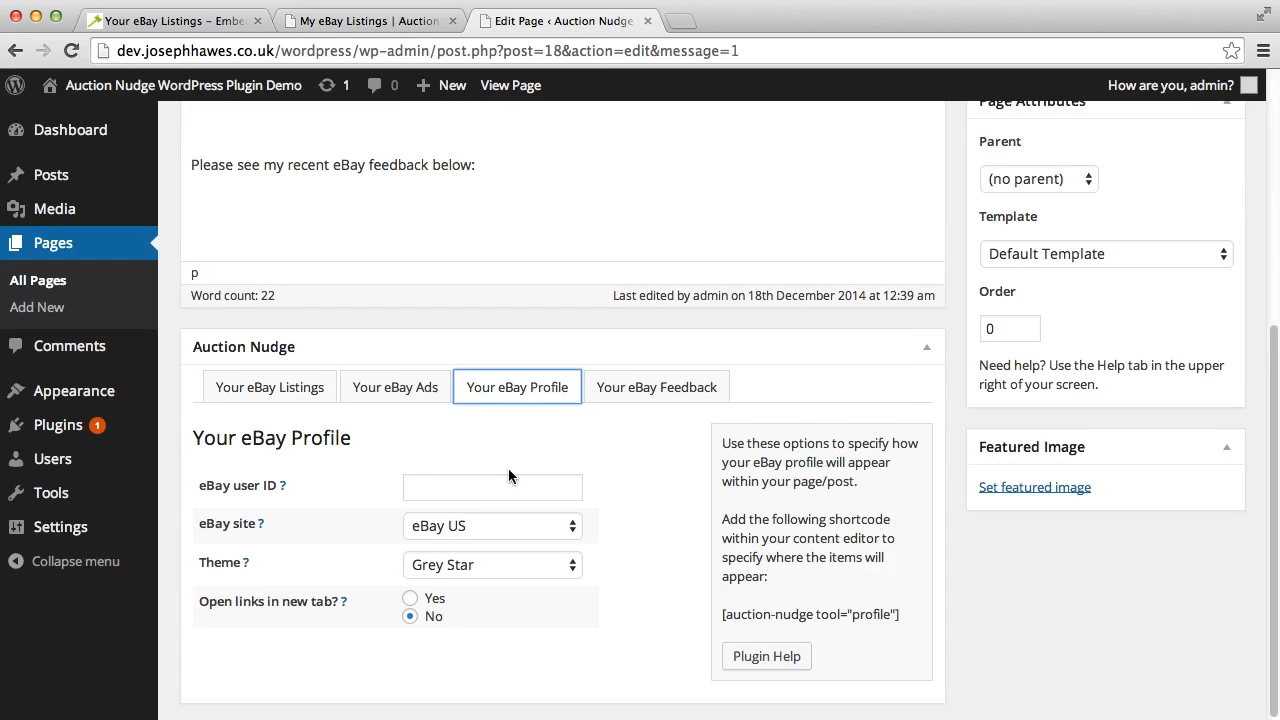 Your eBay Listings – Embe
My eBay Listings | Auction
Edit Page ‹ Auction Nudge
dev.josephhawes.co.uk/wordpress/wp-admin/post.php?post=18&action=edit&message=1
Auction Nudge WordPress Plugin Demo
1
0
New
View Page
How are you, admin?
Dashboard
Posts
Media
Pages
All Pages
Add New
Comments
Appearance
Plugins 1
Users
Tools
Settings
Collapse menu
Please see my recent eBay feedback below:
p
Word count: 22
Last edited by admin on 18th December 2014 at 12:39 am
Auction Nudge
Your eBay Listings
Your eBay Ads
Your eBay Profile
Your eBay Feedback
Your eBay Profile
eBay user ID ?
eBay site ?
eBay US
Theme ?
Grey Star
Open links in new tab? ?
Yes
No
Use these options to specify how
your eBay profile will appear
within your page/post.
Add the following shortcode
within your content editor to
specify where the items will
appear:
[auction-nudge tool="profile"]
Plugin Help
Page Attributes
Parent
(no parent)
Template
Default Template
Order
0
Need help? Use the Help tab in the upper
right of your screen.
Featured Image
Set featured image